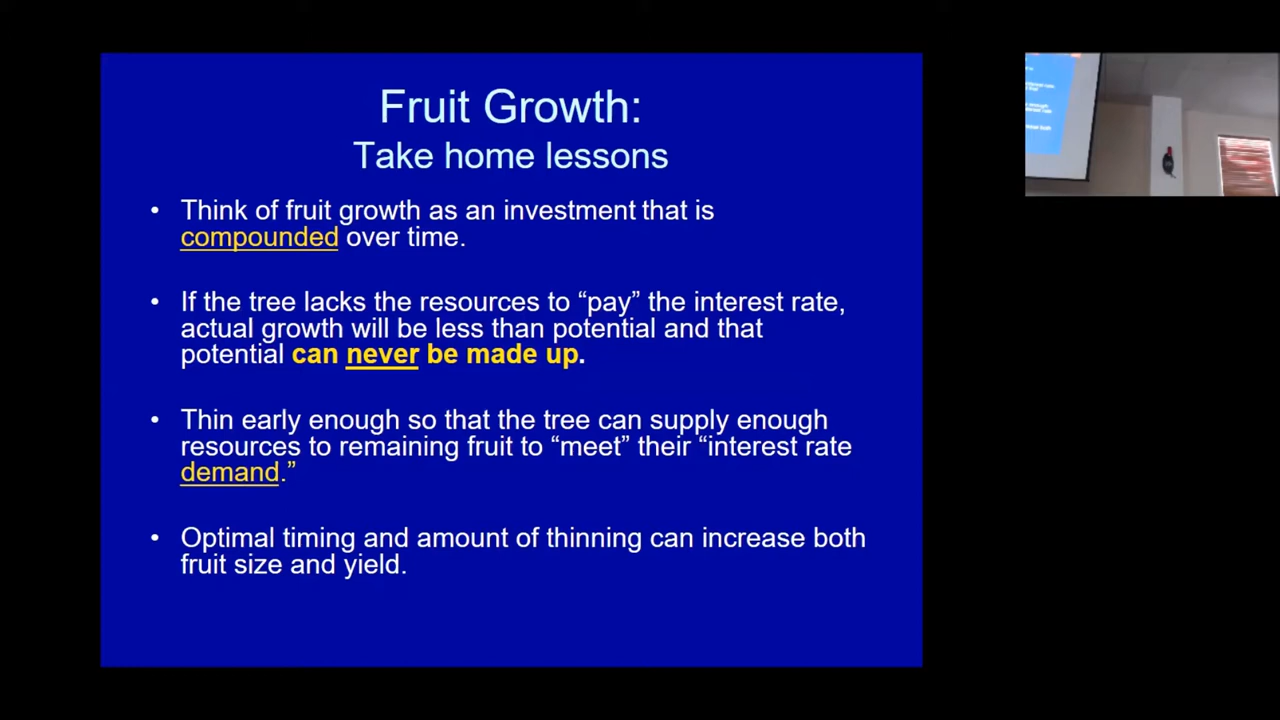 Fruit Growth:
Take home lessons
• Think of fruit growth as an investment that is
compounded over time.
• If the tree lacks the resources to “pay” the interest rate,
actual growth will be less than potential and that
potential can never be made up.
• Thin early enough so that the tree can supply enough
resources to remaining fruit to “meet” their “interest rate
demand.”
• Optimal timing and amount of thinning can increase both
fruit size and yield.